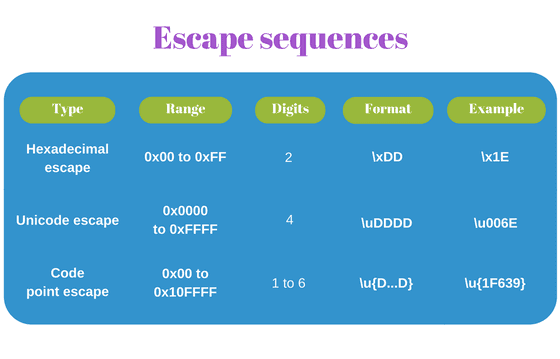 Escape sequences
Type Range Digits Format Example
Hexadecimal
escape
0x00 to 0xFF
2
\xDD
\x1E
Unicode escape
0x0000
to 0xFFFF
4
\uDDDD
\u006E
Code
point escape
0x00 to
0x10FFFF
1 to 6
\u{D...D}
\u{1F639}